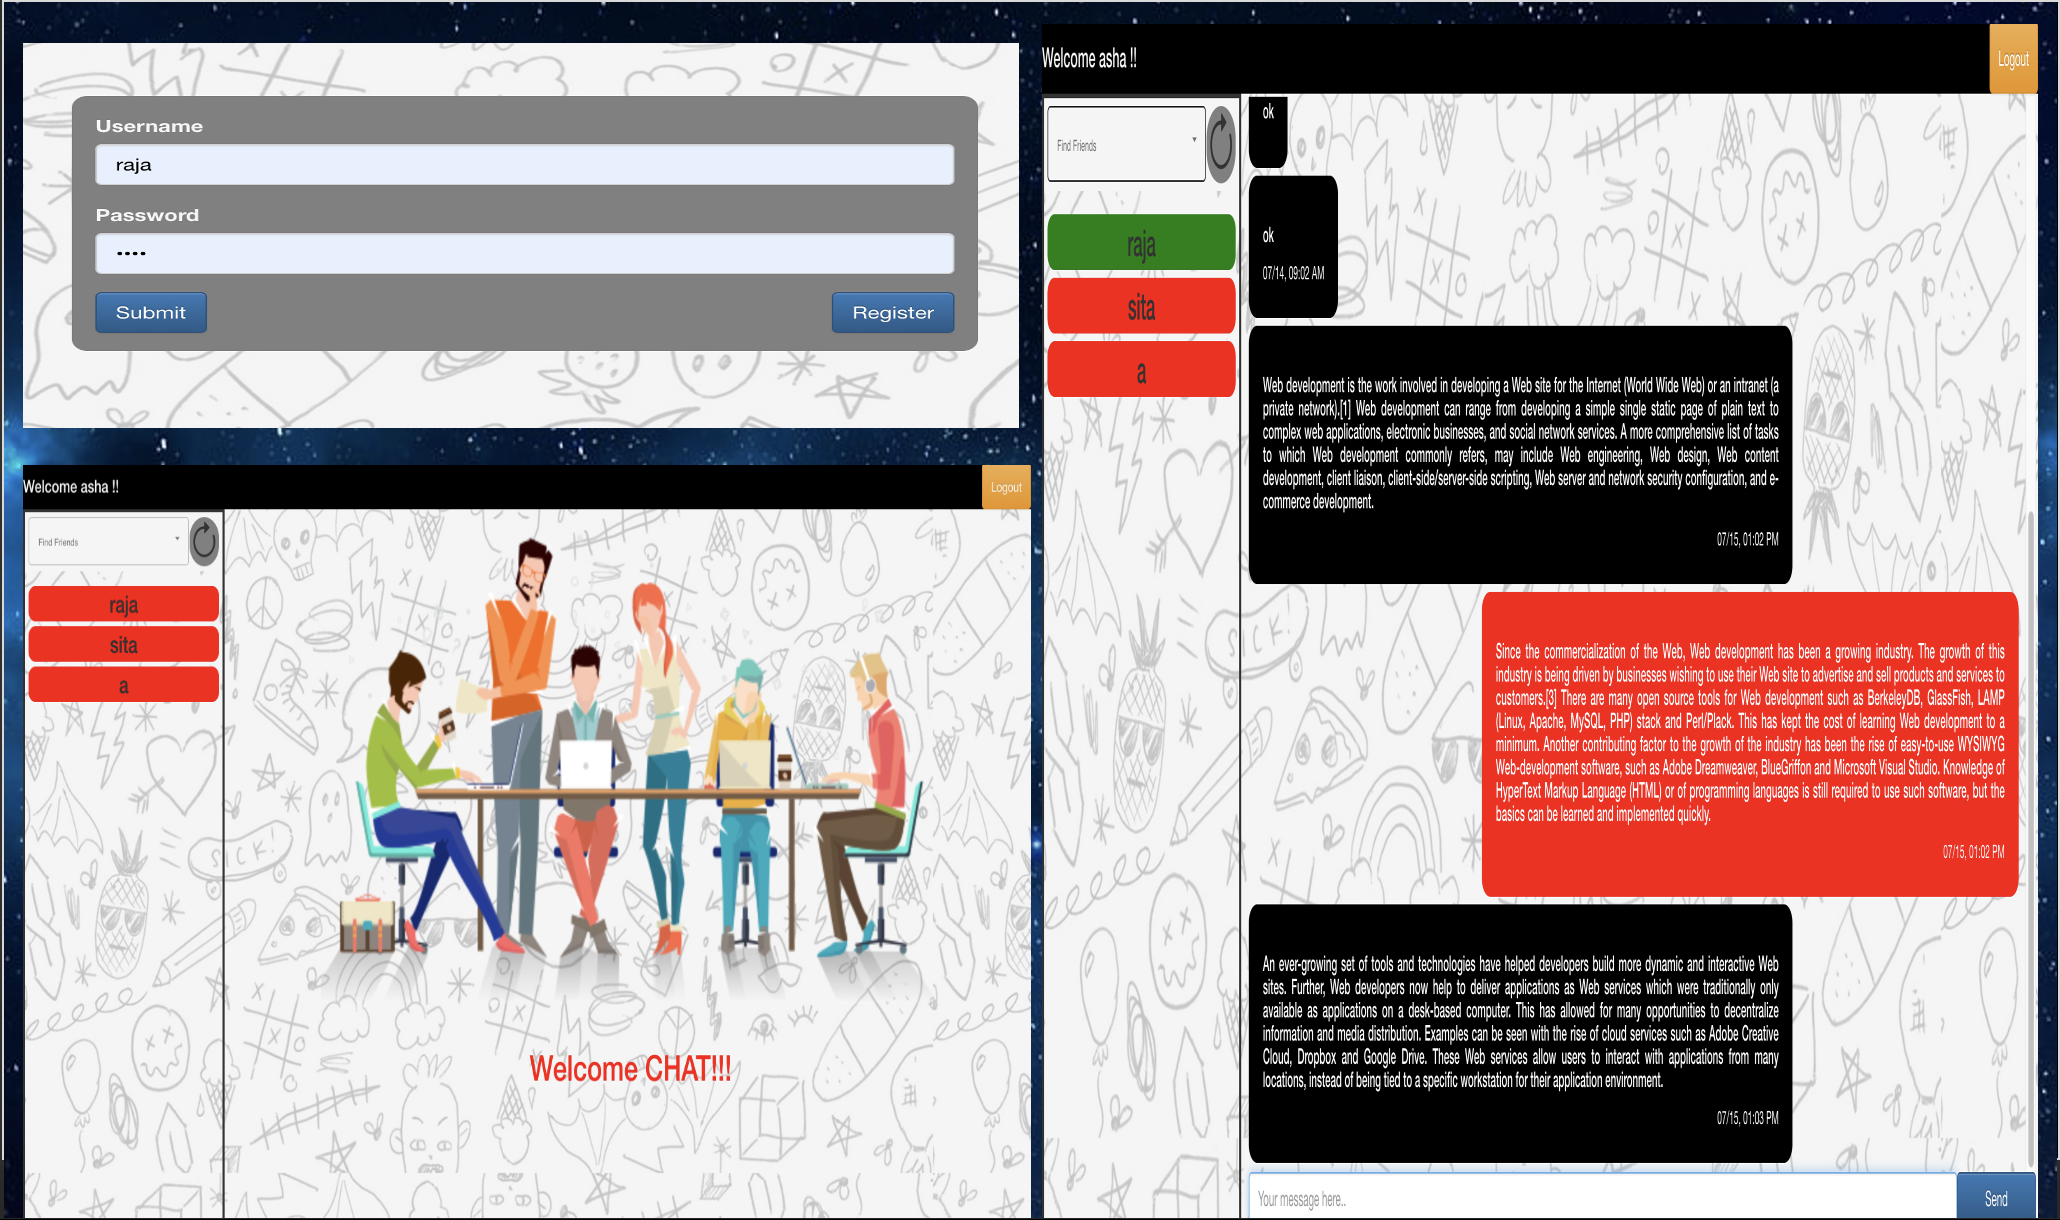 Username
raja
Password
••••
Submit
Register
Welcome asha !!
Logout
Find Friends
raja
sita
a
SICK!
Welcome CHAT!!!
Welcome asha !!
Logout
Find Friends
raja
sita
a
ok
ok
07/14, 09:02 AM
Web development is the work involved in developing a Web site for the Internet (World Wide Web) or an intranet (a
private network).[1] Web development can range from developing a simple single static page of plain text to
complex web applications, electronic businesses, and social network services. A more comprehensive list of tasks
to which Web development commonly refers, may include Web engineering, Web design, Web content
development, client liaison, client-side/server-side scripting, Web server and network security configuration, and e-
commerce development.
07/15, 01:02 PM
SICK!
Since the commercialization of the Web, Web development has been a growing industry. The growth of this
industry is being driven by businesses wishing to use their Web site to advertise and sell products and services to
customers.[3] There are many open source tools for Web development such as BerkeleyDB, GlassFish, LAMP
(Linux, Apache, MySQL, PHP) stack and Perl/Plack. This has kept the cost of learning Web development to a
minimum. Another contributing factor to the growth of the industry has been the rise of easy-to-use WYSIWYG
Web-development software, such as Adobe Dreamweaver, BlueGriffon and Microsoft Visual Studio. Knowledge of
HyperText Markup Language (HTML) or of programming languages is still required to use such software, but the
basics can be learned and implemented quickly.
07/15, 01:02 PM
An ever-growing set of tools and technologies have helped developers build more dynamic and interactive Web
sites. Further, Web developers now help to deliver applications as Web services which were traditionally only
available as applications on a desk-based computer. This has allowed for many opportunities to decentralize
information and media distribution. Examples can be seen with the rise of cloud services such as Adobe Creative
Cloud, Dropbox and Google Drive. These Web services allow users to interact with applications from many
locations, instead of being tied to a specific workstation for their application environment.
07/15, 01:03 PM
Your message here..
Send